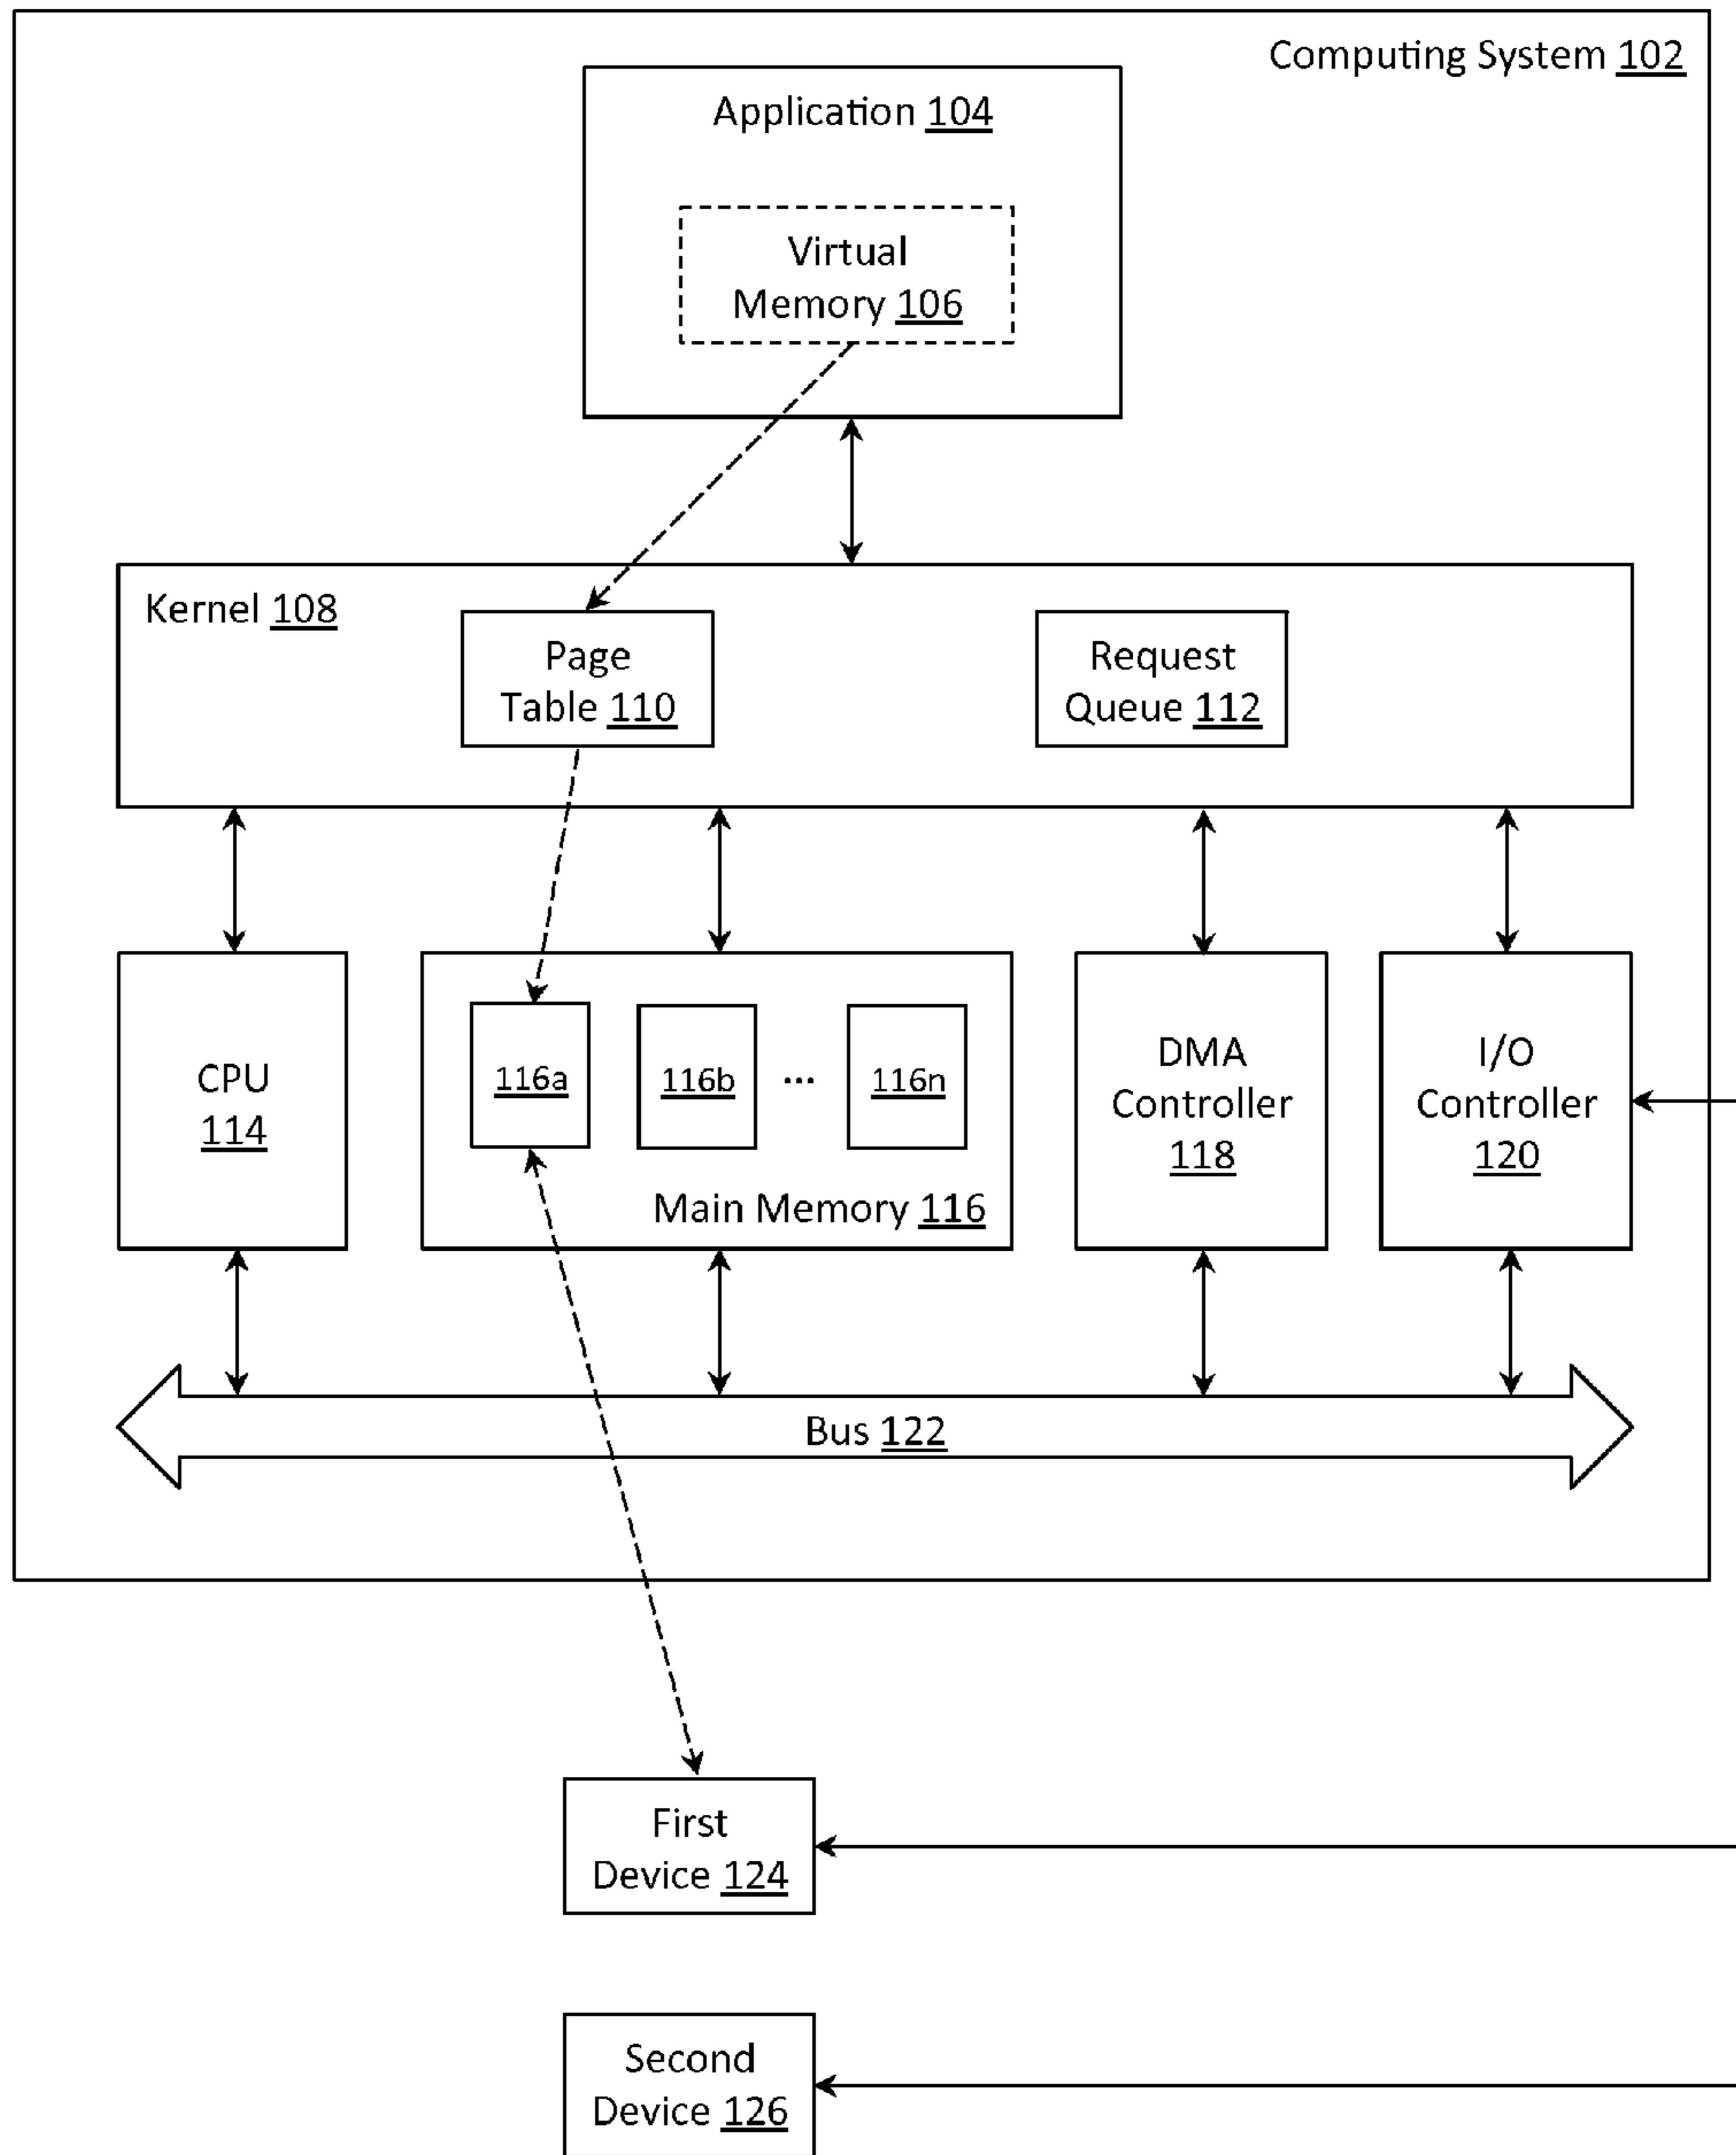 Computing System 102
Application 104
Virtual
Memory 106
Kernel 108
Page
Table 110
Request
Queue 112
CPU
114
116a
116b
...
116n
Main Memory 116
DMA
Controller
118
I/O
Controller
120
Bus 122
First
Device 124
Second
Device 126